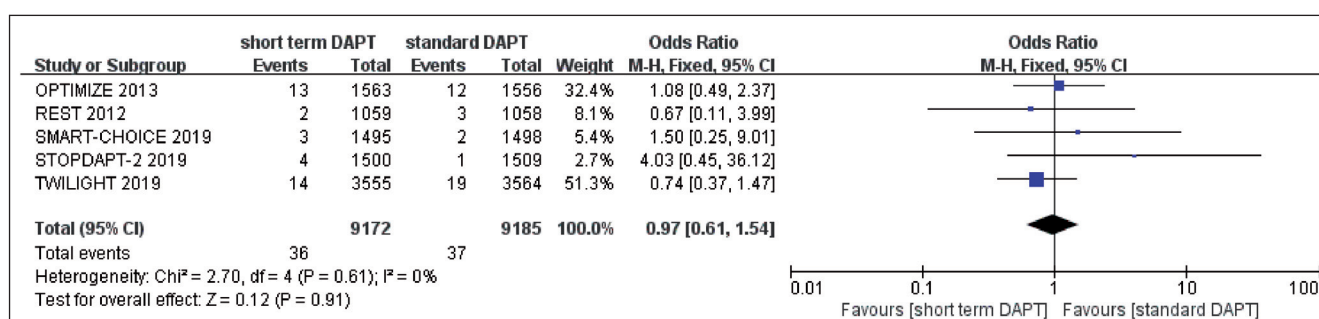 short term DAPT standard DAPT Odds Ratio Odds Ratio
Study or Subgroup Events Total Events Total Weight M-H, Fixed, 95% CI M-H, Fixed, 95% CI
OPTIMIZE 2013 13 1563 12 1556 32.4% 1.08 [0.49, 2.37]
REST 2012 2 1059 3 1058 8.1% 0.67 [0.11, 3.99]
SMART-CHOICE 2019 3 1495 2 1498 5.4% 1.50 [0.25, 9.01]
STOPDAPT-2 2019 4 1500 1 1509 2.7% 4.03 [0.45, 36.12]
TWILIGHT 2019 14 3555 19 3564 51.3% 0.74 [0.37, 1.47]
Total (95% CI) 9172 9185 100.0% 0.97 [0.61, 1.54]
Total events 36 37
Heterogeneity: Chi² = 2.70, df = 4 (P = 0.61); I² = 0%
Test for overall effect: Z = 0.12 (P = 0.91)
0.01 0.1 1 10 100
Favours [short term DAPT] Favours [standard DAPT]